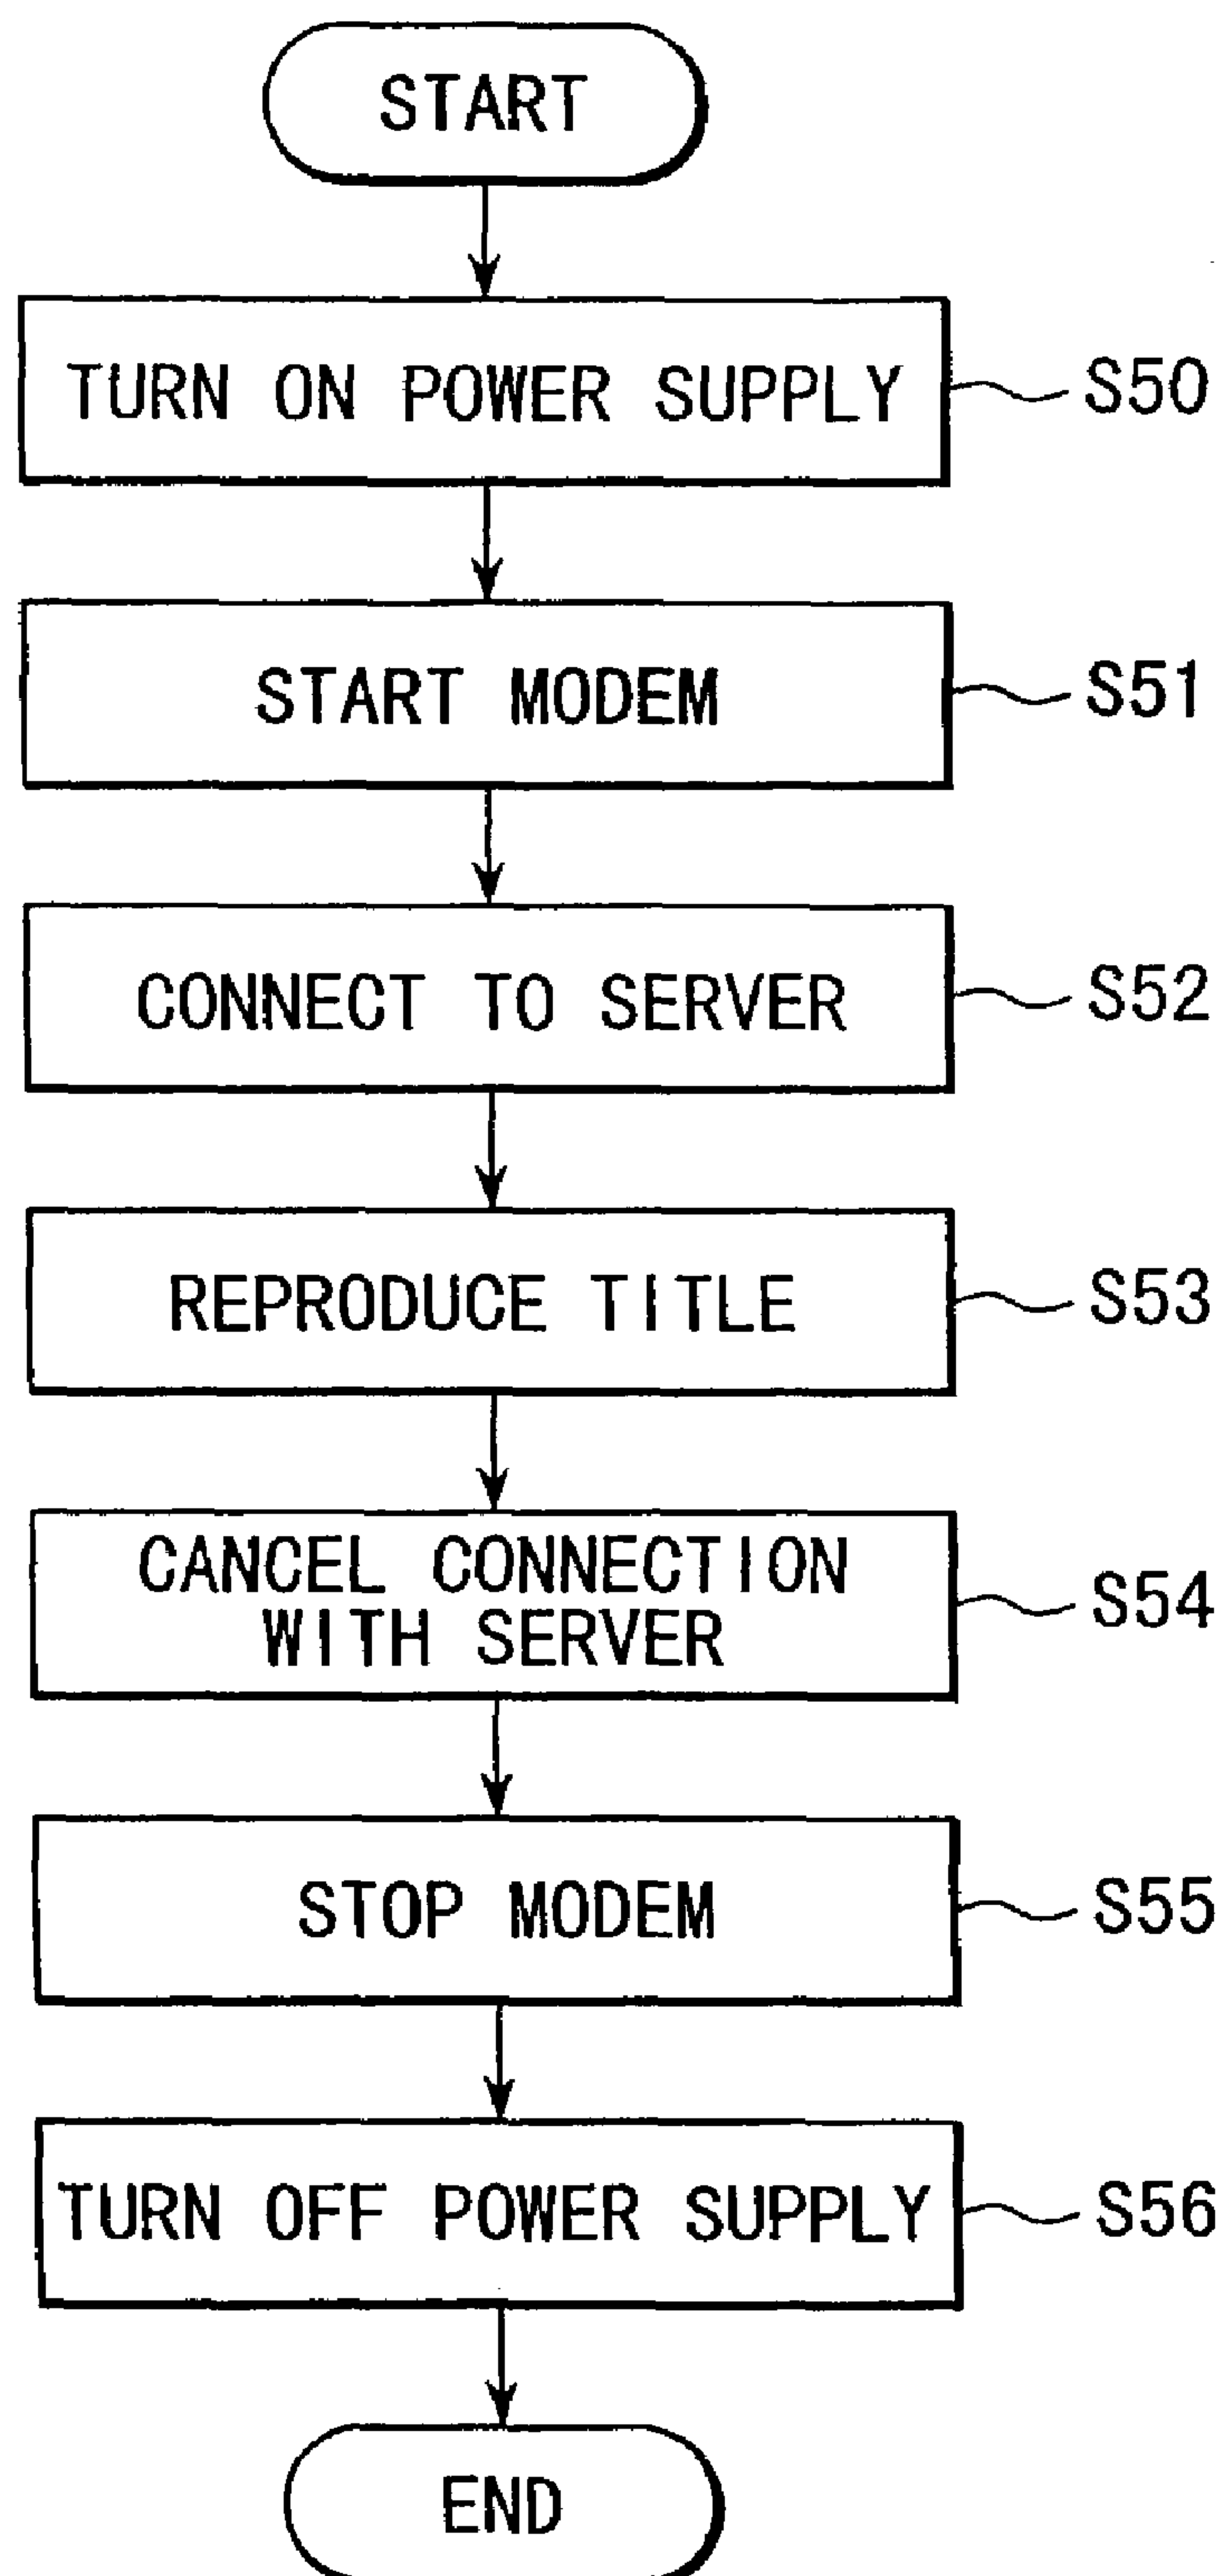 START
TURN ON POWER SUPPLY
S50
START MODEM
S51
CONNECT TO SERVER
S52
REPRODUCE TITLE
S53
CANCEL CONNECTION
WITH SERVER
S54
STOP MODEM
S55
TURN OFF POWER SUPPLY
S56
END